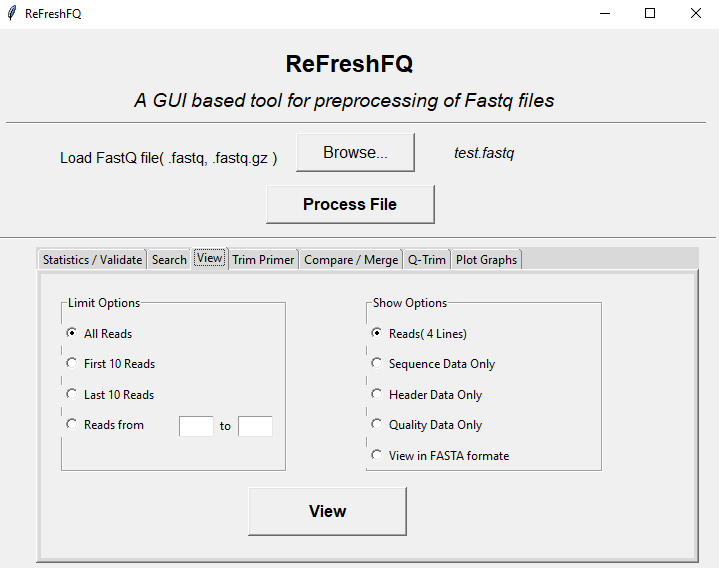 ReFreshFQ
ReFreshFQ
A GUI based tool for preprocessing of Fastq files
Load FastQ file( .fastq, .fastq.gz ) Browse... test.fastq
Process File
Statistics / Validate Search View Trim Primer Compare / Merge Q-Trim Plot Graphs
Limit Options
All Reads
First 10 Reads
Last 10 Reads
Reads from to
Show Options
Reads( 4 Lines)
Sequence Data Only
Header Data Only
Quality Data Only
View in FASTA formate
View